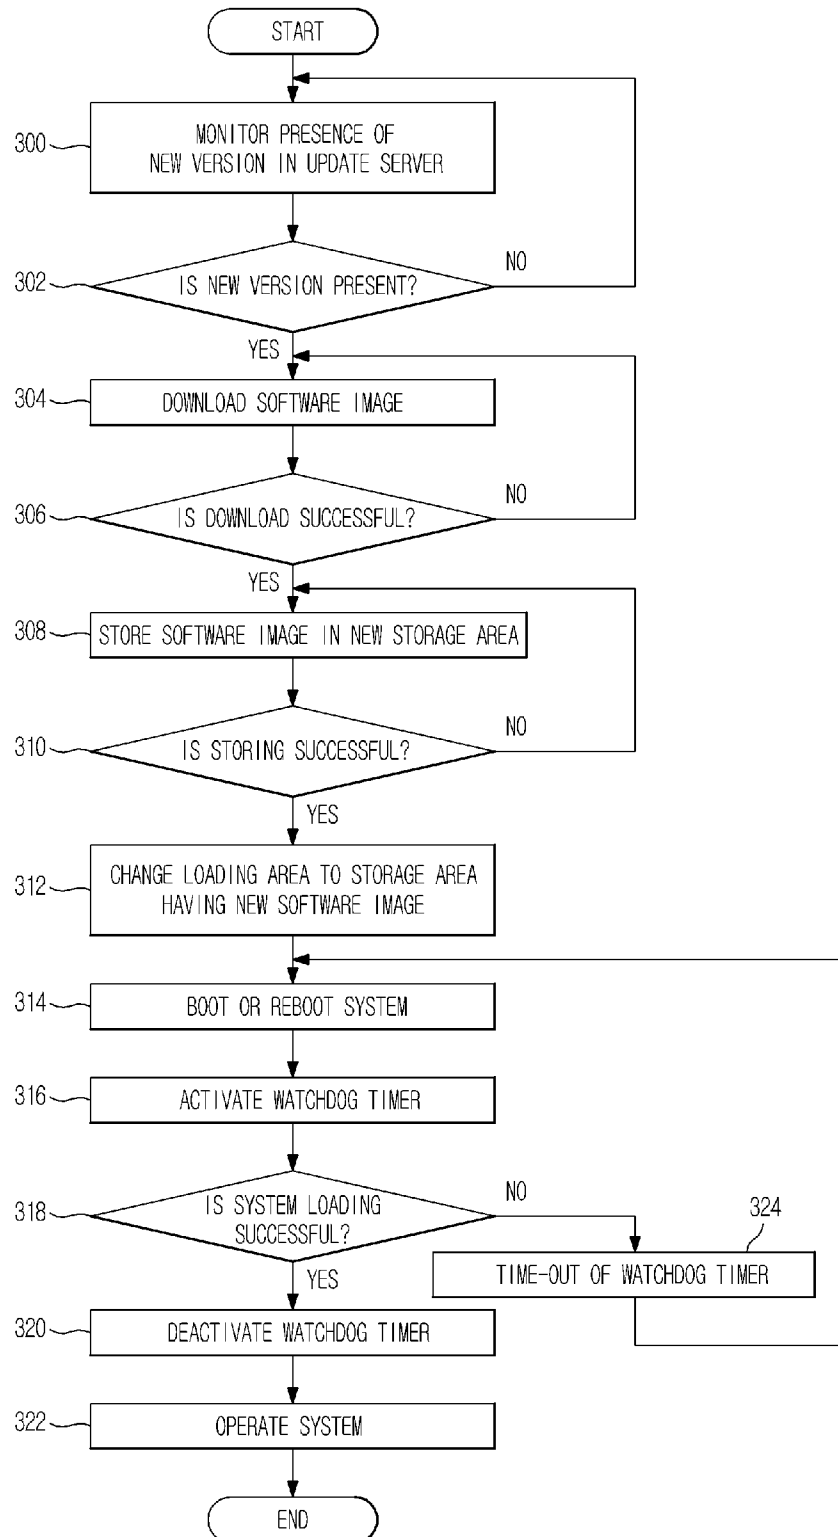 START
300
MONITOR PRESENCE OF
NEW VERSION IN UPDATE SERVER
302
IS NEW VERSION PRESENT?
NO
YES
304
DOWNLOAD SOFTWARE IMAGE
306
IS DOWNLOAD SUCCESSFUL?
NO
YES
308
STORE SOFTWARE IMAGE IN NEW STORAGE AREA
310
IS STORING SUCCESSFUL?
NO
YES
312
CHANGE LOADING AREA TO STORAGE AREA
HAVING NEW SOFTWARE IMAGE
314
BOOT OR REBOOT SYSTEM
316
ACTIVATE WATCHDOG TIMER
318
IS SYSTEM LOADING
SUCCESSFUL?
NO
324
TIME-OUT OF WATCHDOG TIMER
YES
320
DEACTIVATE WATCHDOG TIMER
322
OPERATE SYSTEM
END